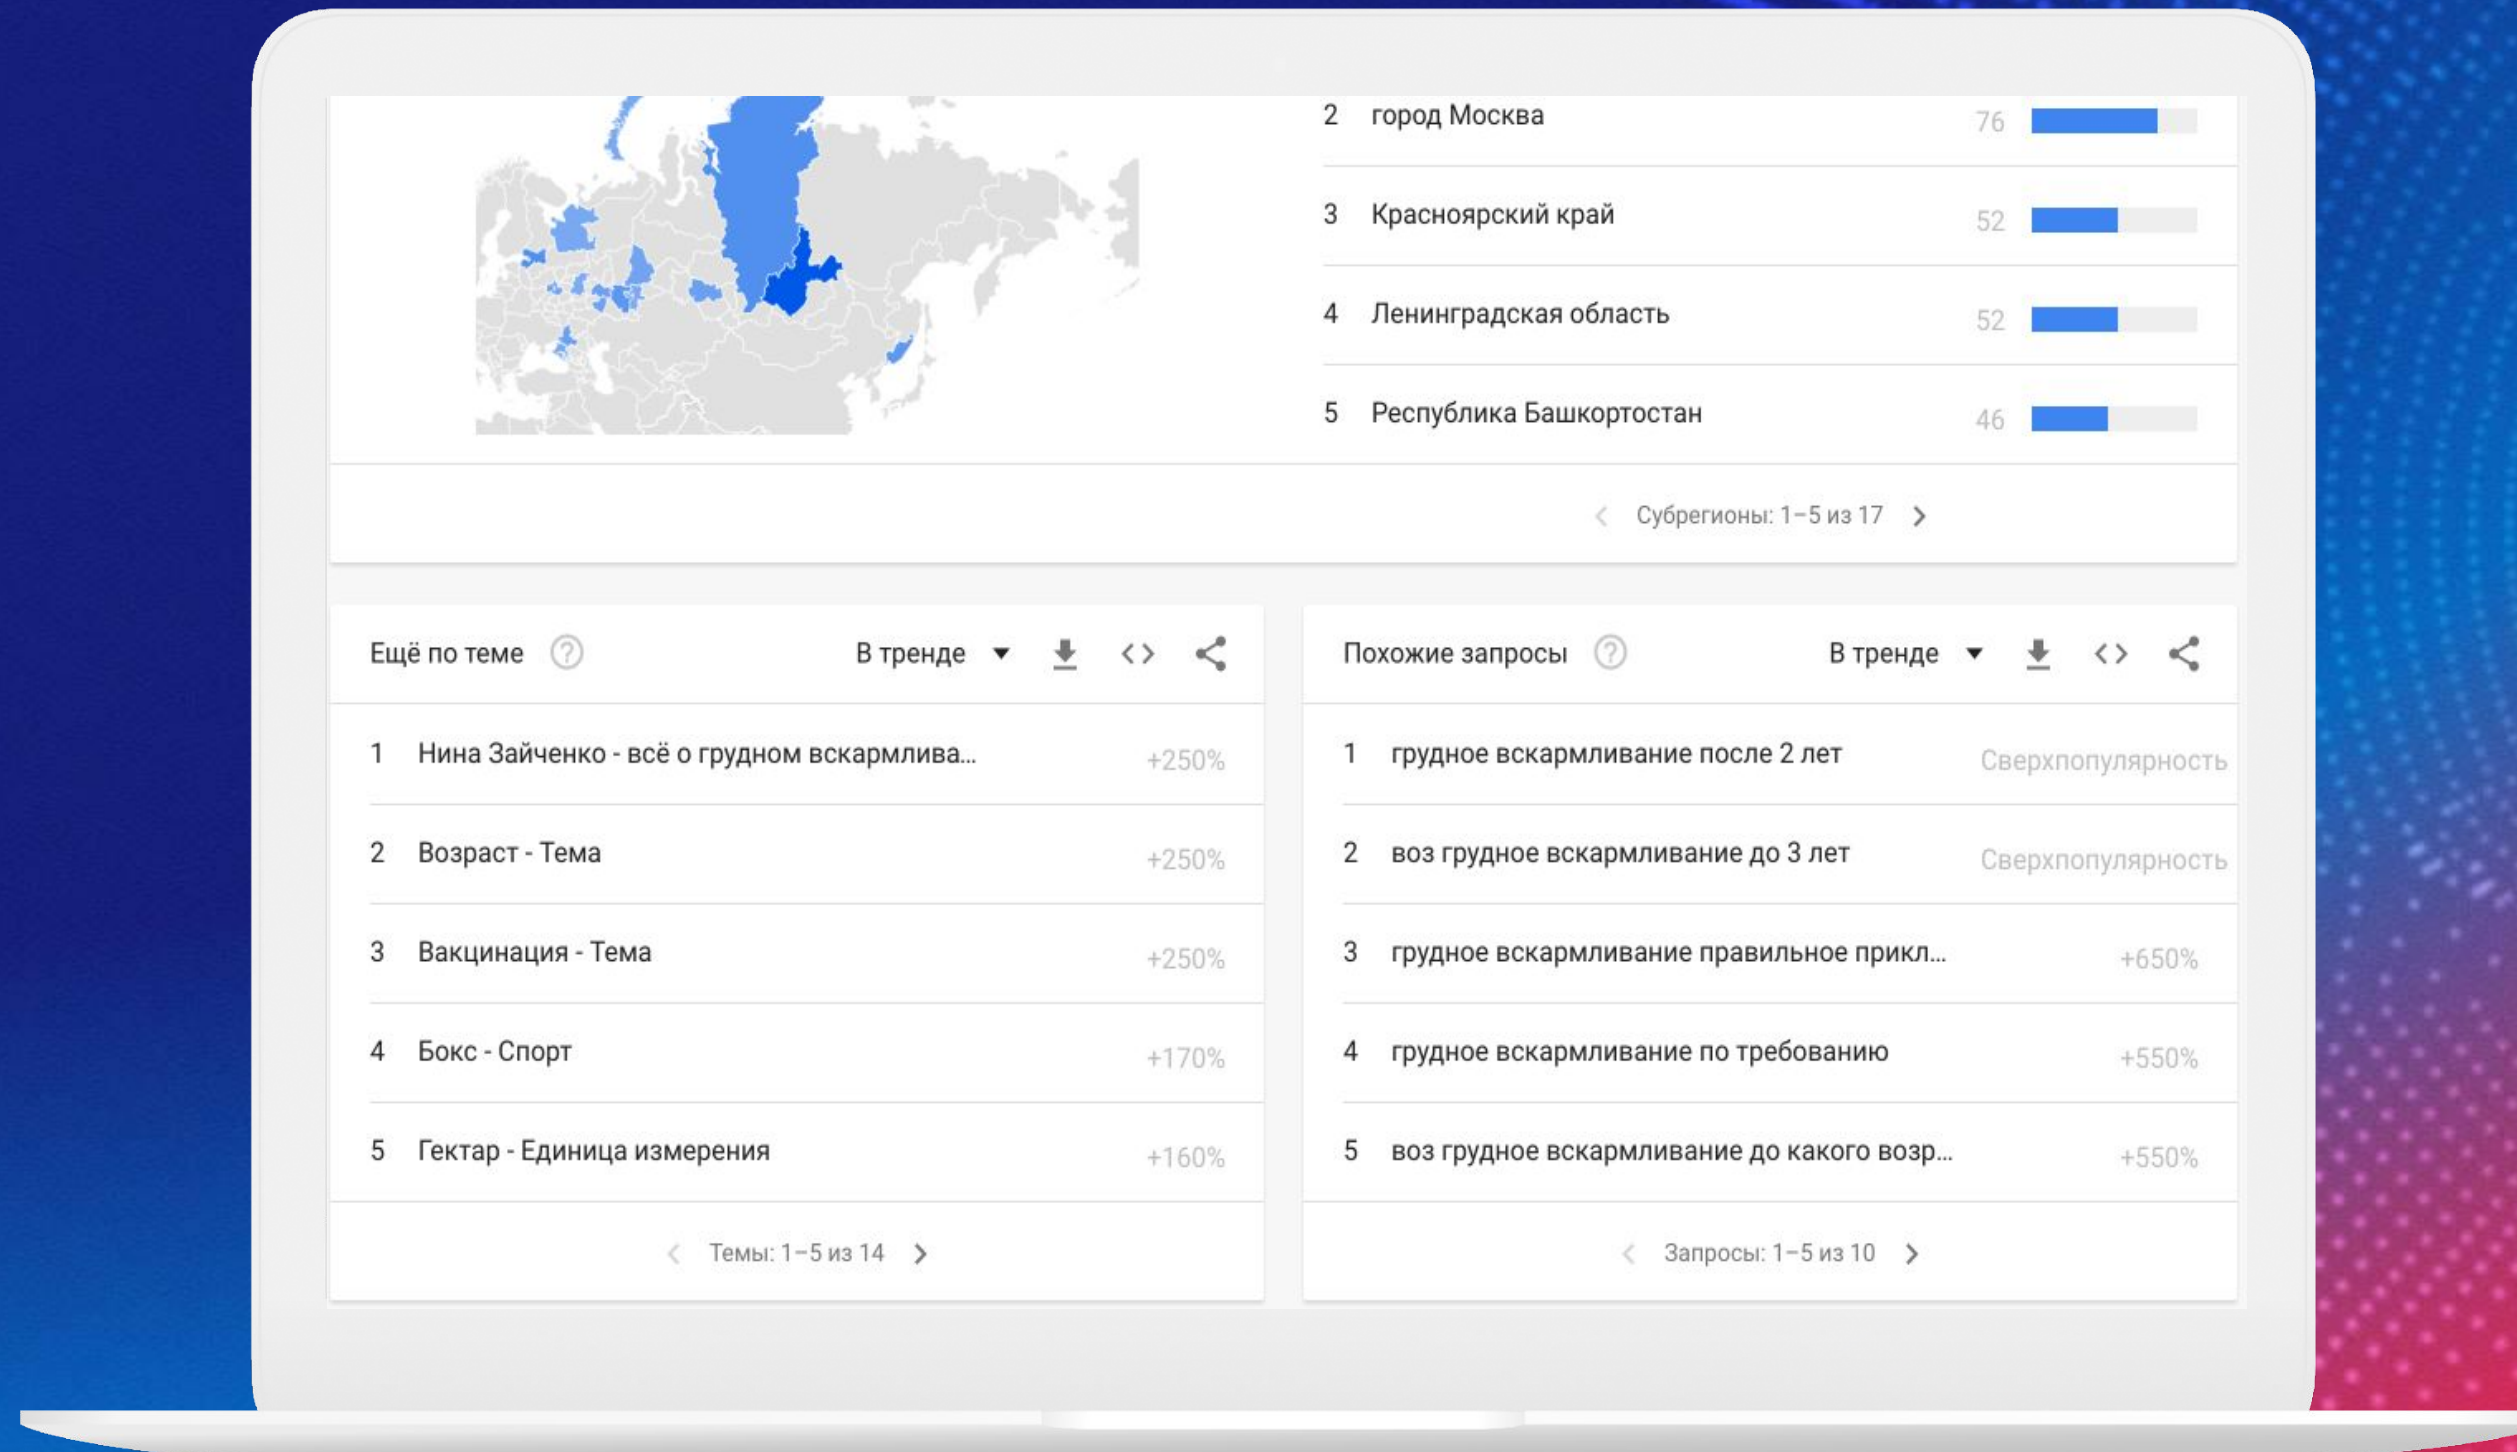 2 город Москва 76
3 Красноярский край 52
4 Ленинградская область 52
5 Республика Башкортостан 46
Субрегионы: 1–5 из 17
Ещё по теме
В тренде
1 Нина Зайченко - всё о грудном вскармлива... +250%
2 Возраст - Тема +250%
3 Вакцинация - Тема +250%
4 Бокс - Спорт +170%
5 Гектар - Единица измерения +160%
Темы: 1–5 из 14
Похожие запросы
В тренде
1 грудное вскармливание после 2 лет Сверхпопулярность
2 воз грудное вскармливание до 3 лет Сверхпопулярность
3 грудное вскармливание правильное прикл... +650%
4 грудное вскармливание по требованию +550%
5 воз грудное вскармливание до какого возр... +550%
Запросы: 1–5 из 10